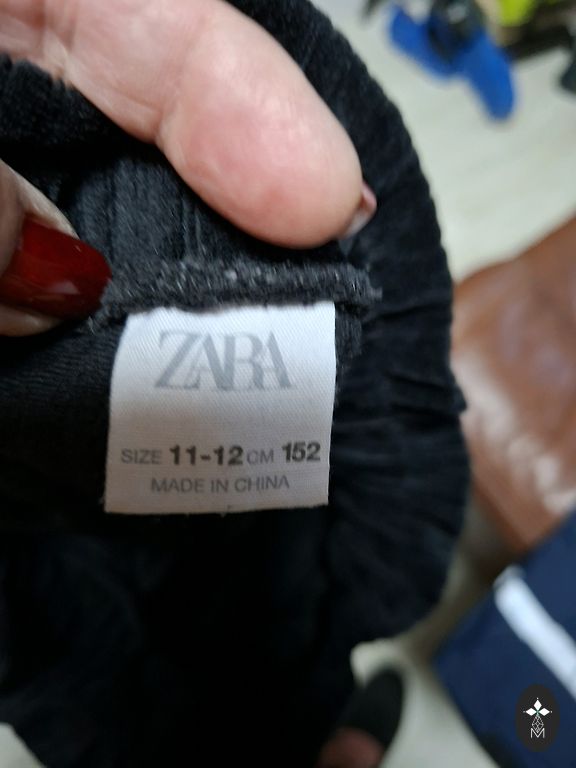 ZARA
SIZE 11-12 CM 152
MADE IN CHINA
M